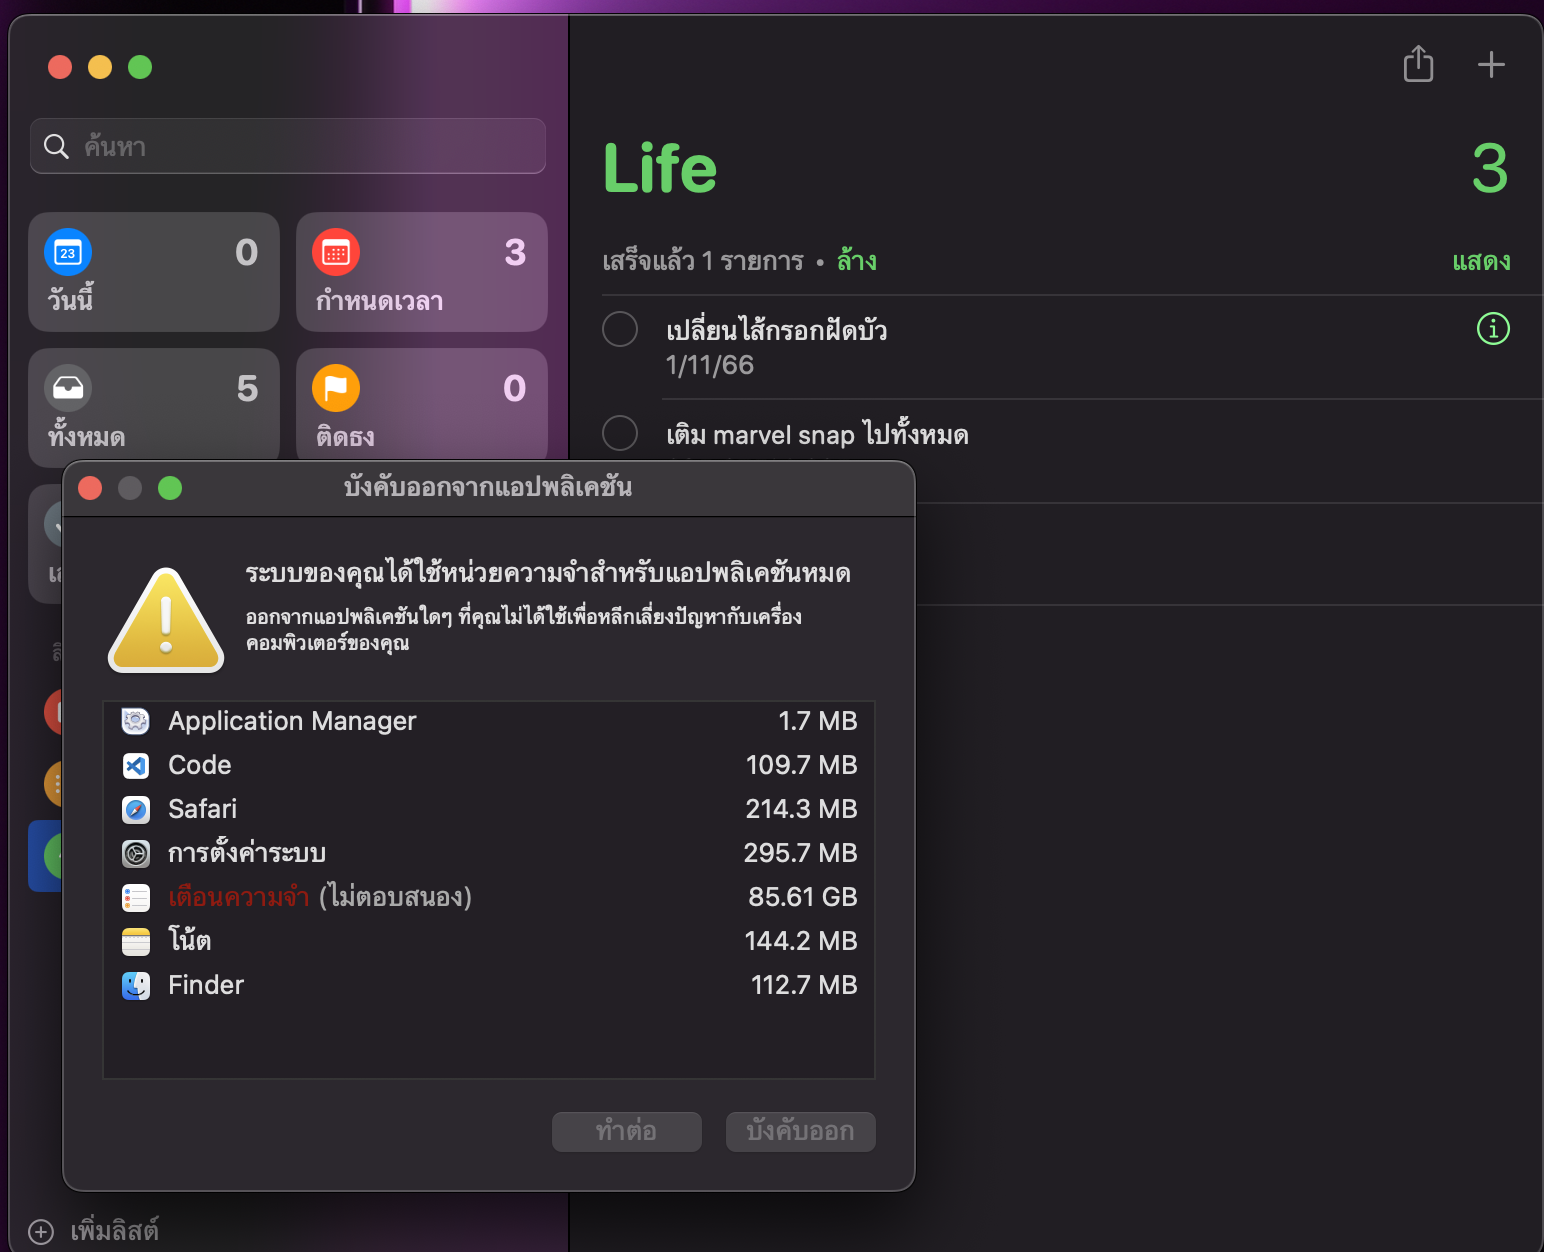 ค้นหา
23
0
วันนี้
3
กำหนดเวลา
5
ทั้งหมด
0
ติดธง
เพิ่มลิสต์
Life
3
เสร็จแล้ว 1 รายการ • ล้าง
แสดง
เปลี่ยนไส้กรอกฝัดบัว
1/11/66
เติม marvel snap ไปทั้งหมด
บังคับออกจากแอปพลิเคชัน
ระบบของคุณได้ใช้หน่วยความจำสำหรับแอปพลิเคชันหมด
ออกจากแอปพลิเคชันใดๆ ที่คุณไม่ได้ใช้เพื่อหลีกเลี่ยงปัญหากับเครื่อง
คอมพิวเตอร์ของคุณ
Application Manager 1.7 MB
Code 109.7 MB
Safari 214.3 MB
การตั้งค่าระบบ 295.7 MB
เตือนความจำ (ไม่ตอบสนอง) 85.61 GB
โน้ต 144.2 MB
Finder 112.7 MB
ทำต่อ
บังคับออก